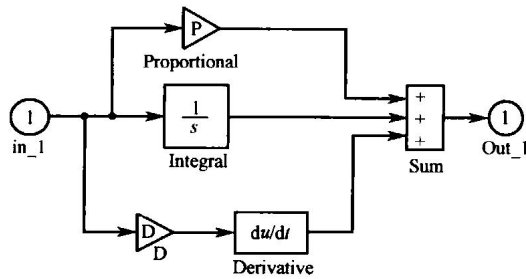 P
Proportional
1
in_1
1
s
Integral
+
+
+
Sum
1
Out_1
D
D
du/dt
Derivative